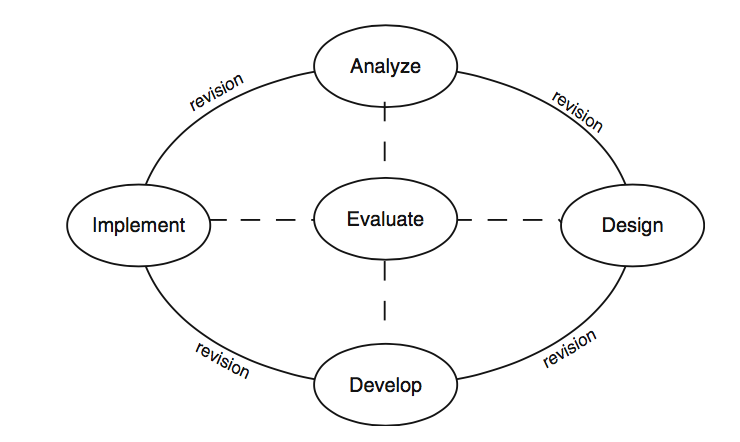 Analyze
revision
revision
Implement
Evaluate
Design
revision
revision
Develop